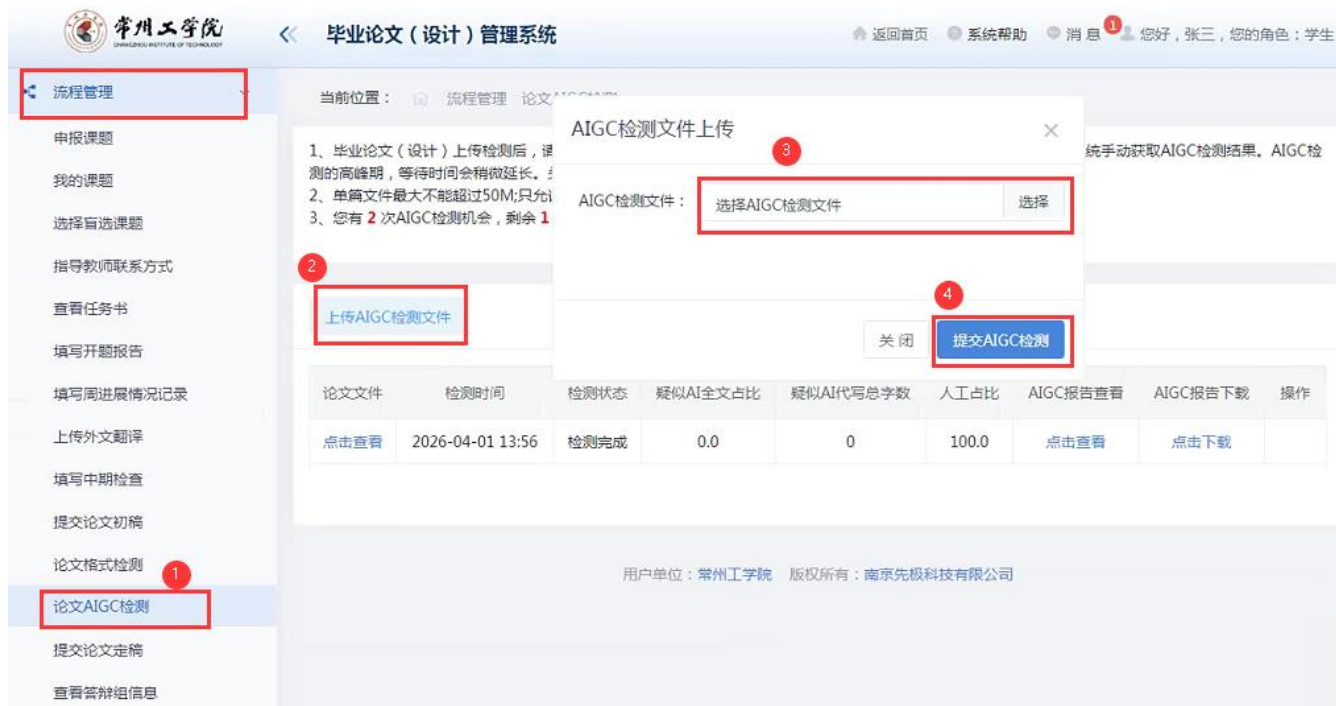 常州工学院
CHANGZHOU INSTITUTE OF TECHNOLOGY
毕业论文（设计）管理系统
返回首页 系统帮助 消息 1 您好，张三，您的角色：学生
流程管理
申报课题
我的课题
选择盲选课题
指导教师联系方式
查看任务书
填写开题报告
填写周进展情况记录
上传外文翻译
填写中期检查
提交论文初稿
论文格式检测
1
论文AIGC检测
提交论文定稿
查看答辩组信息
当前位置： 流程管理 论文
1、毕业论文（设计）上传检测后，请
统手动获取AIGC检测结果。AIGC检
测的高峰期，等待时间会稍微延长。
2、单篇文件最大不能超过50M;只允
3、您有 2 次AIGC检测机会，剩余 1
AIGC检测文件上传
3
AIGC检测文件：
选择AIGC检测文件
选择
4
关闭
提交AIGC检测
2
上传AIGC检测文件
论文文件 检测时间 检测状态 疑似AI全文占比 疑似AI代写总字数 人工占比 AIGC报告查看 AIGC报告下载 操作
点击查看 2026-04-01 13:56 检测完成 0.0 0 100.0 点击查看 点击下载
用户单位：常州工学院 版权所有：南京先极科技有限公司